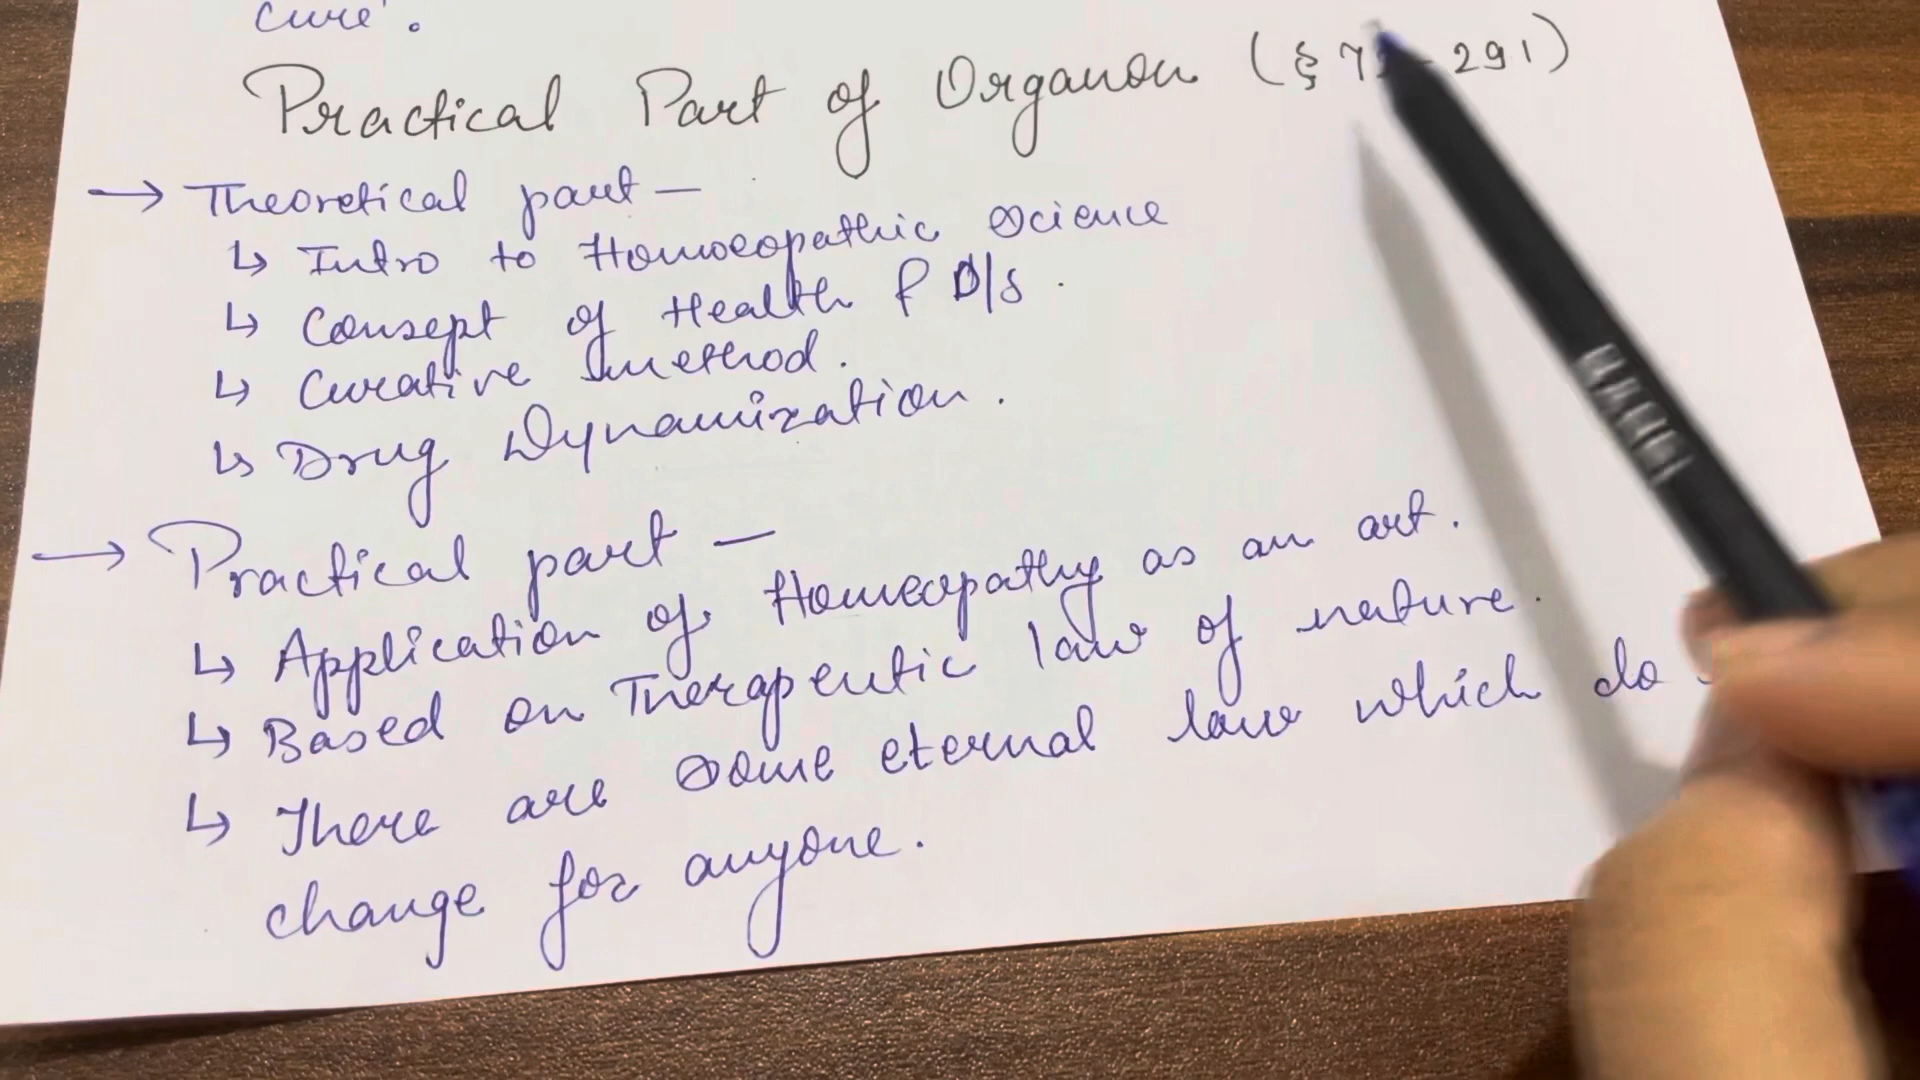 cure'.
Practical Part of Organon (§ 7 - 291)
→ Theoretical part —
↳ Intro to Homoeopathic science
↳ Consept of Health & D/s.
↳ Curative method.
↳ Drug Dynamization.
→ Practical part —
↳ Application of Homeopathy as an art.
↳ Based on Therapeutic law of nature.
↳ There are some eternal law which do
change for anyone.